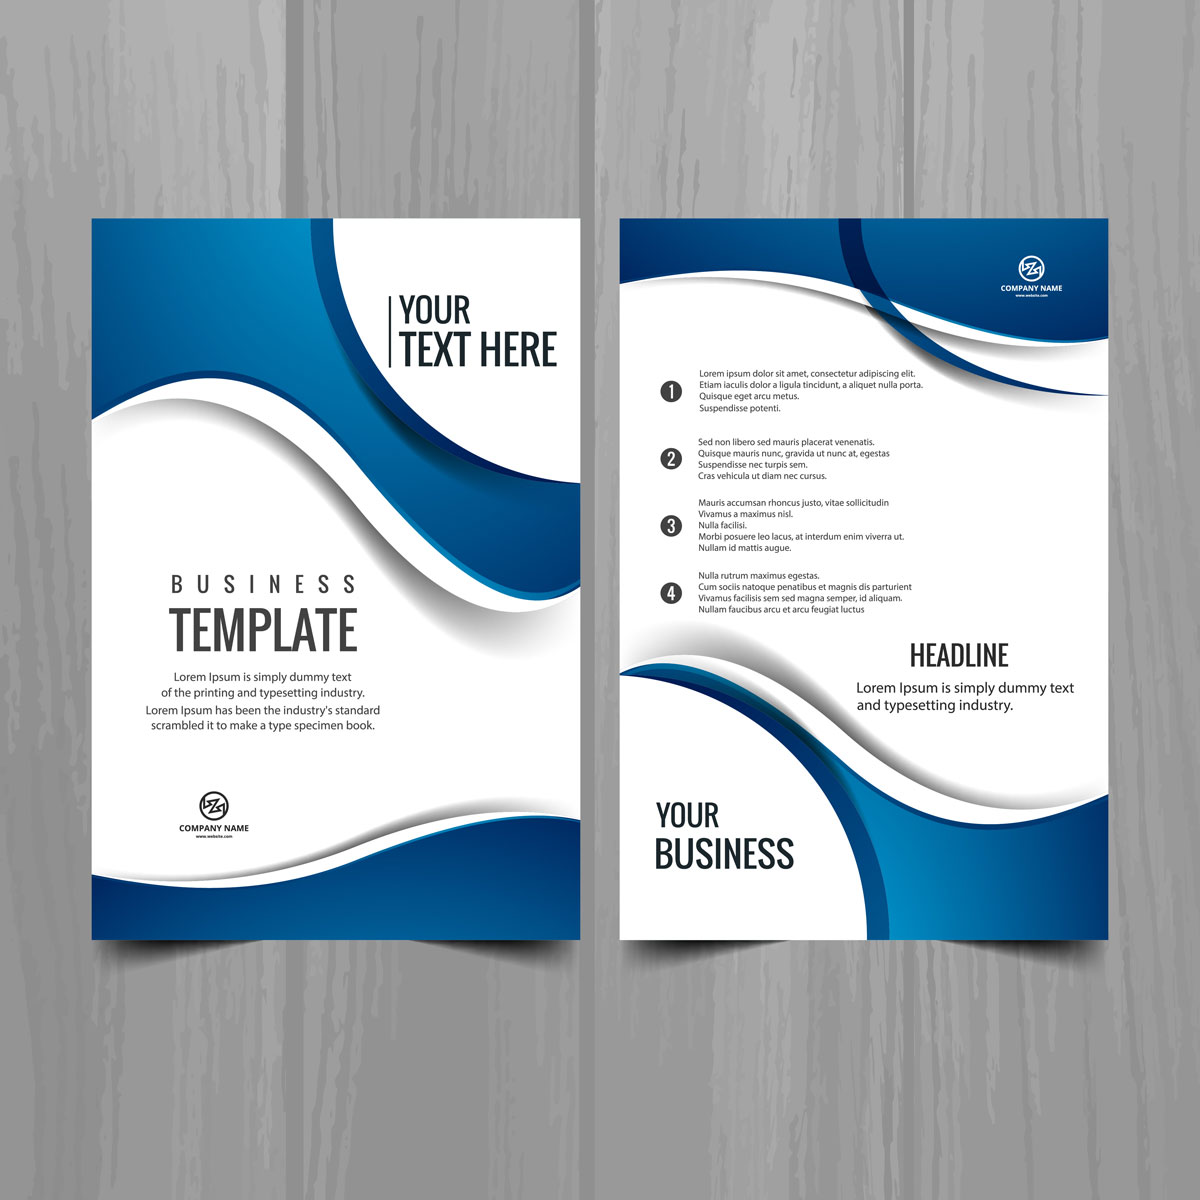 YOUR
TEXT HERE
BUSINESS
TEMPLATE
Lorem Ipsum is simply dummy text
of the printing and typesetting industry.
Lorem Ipsum has been the industry's standard
scrambled it to make a type specimen book.
COMPANY NAME
www.website.com
COMPANY NAME
www.website.com
1
Lorem ipsum dolor sit amet, consectetur adipiscing elit.
Etiam iaculis dolor a ligula tincidunt, a aliquet nulla porta.
Quisque eget arcu metus.
Suspendisse potenti.
2
Sed non libero sed mauris placerat venenatis.
Quisque mauris nunc, gravida ut nunc at, egestas
Suspendisse nec turpis sem.
Cras vehicula ut diam nec cursus.
3
Mauris accumsan rhoncus justo, vitae sollicitudin
Vivamus a maximus nisl.
Nulla facilisi.
Morbi posuere leo lacus, at interdum enim viverra ut.
Nullam id mattis augue.
4
Nulla rutrum maximus egestas.
Cum sociis natoque penatibus et magnis dis parturient
Vivamus facilisis sem sed magna semper, id aliquam.
Nullam faucibus arcu et arcu feugiat luctus
HEADLINE
Lorem Ipsum is simply dummy text
and typesetting industry.
YOUR
BUSINESS